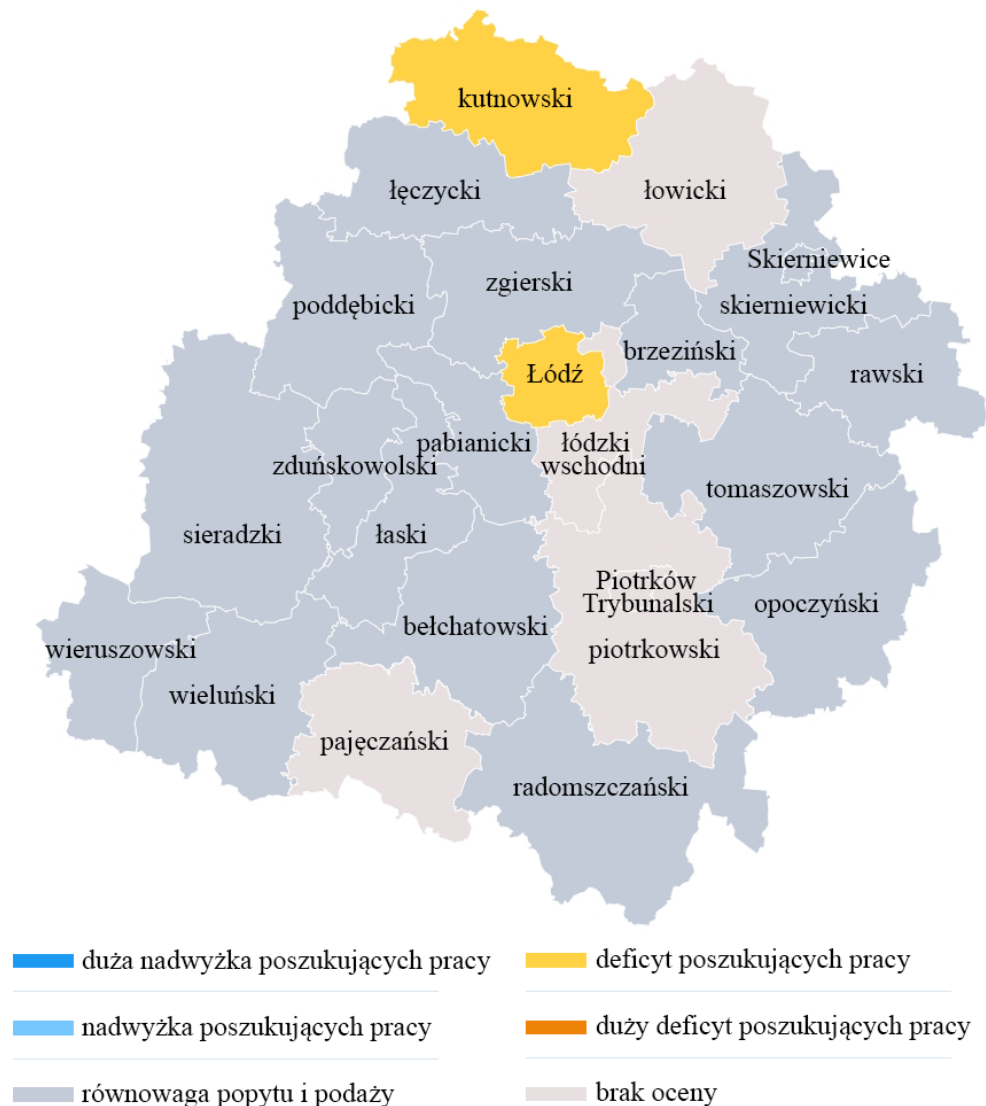 kutnowski
łęczycki
łowicki
Skierniewice
zgierski
poddębicki
skierniewicki
brzeziński
Łódź
rawski
pabianicki
łódzki
zduńskowolski
wschodni
tomaszowski
sieradzki
łaski
Piotrków
Trybunalski
opoczyński
bełchatowski
wieruszowski
piotrkowski
wieluński
pajęczański
radomszczański
duża nadwyżka poszukujących pracy
deficyt poszukujących pracy
nadwyżka poszukujących pracy
duży deficyt poszukujących pracy
równowaga popytu i podaży
brak oceny